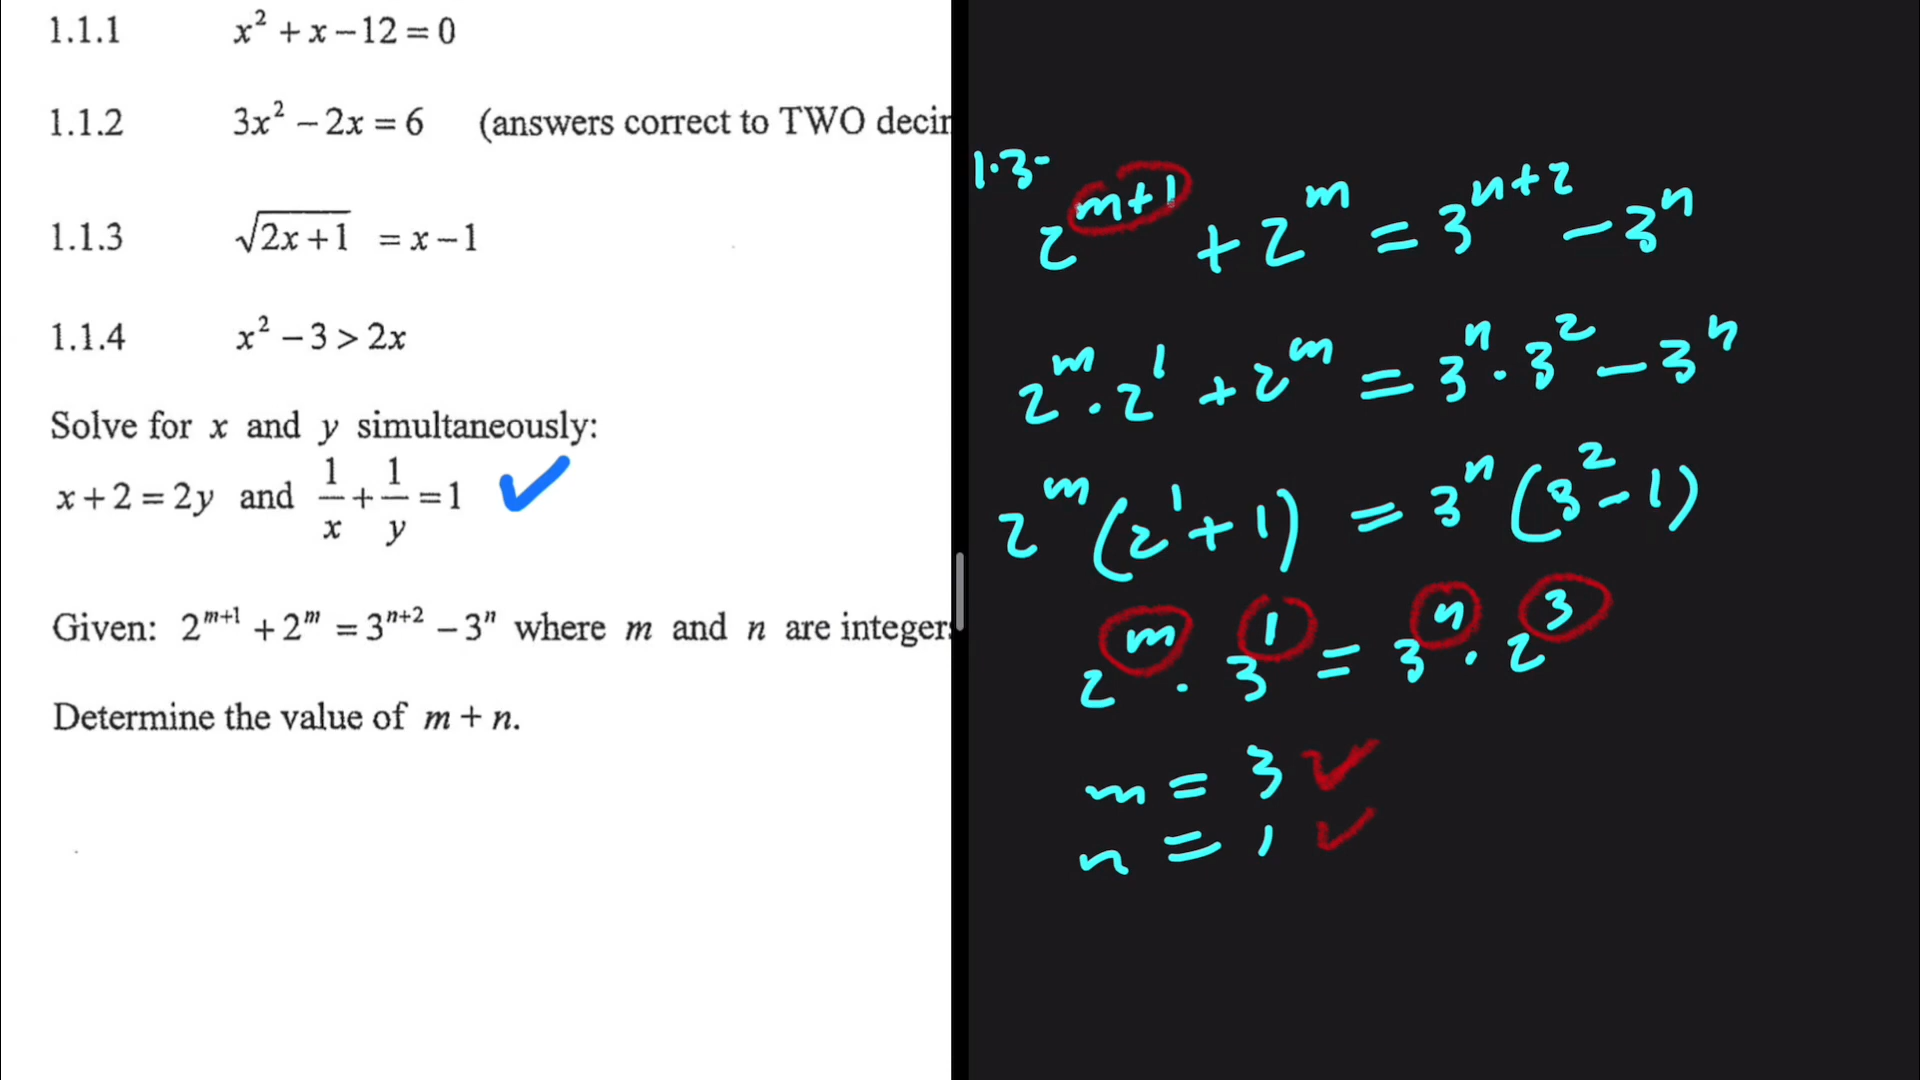 1.1.1 x² + x − 12 = 0
1.1.2 3x² − 2x = 6 (answers correct to TWO
1.1.3 √(2x + 1) = x − 1
1.1.4 x² − 3 > 2x
Solve for x and y simultaneously:
x + 2 = 2y and 1/x + 1/y = 1 ✓
Given: 2^(m+1) + 2^m = 3^(n+2) − 3^n where m and n are
Determine the value of m + n.
1.3
2^(m+1) + 2^m = 3^(n+2) − 3^n
2^m · 2^1 + 2^m = 3^n · 3^2 − 3^n
2^m (2^1 + 1) = 3^n (3^2 − 1)
2^m · 3^1 = 3^n · 2^3
m = 3 ✓
n = 1 ✓